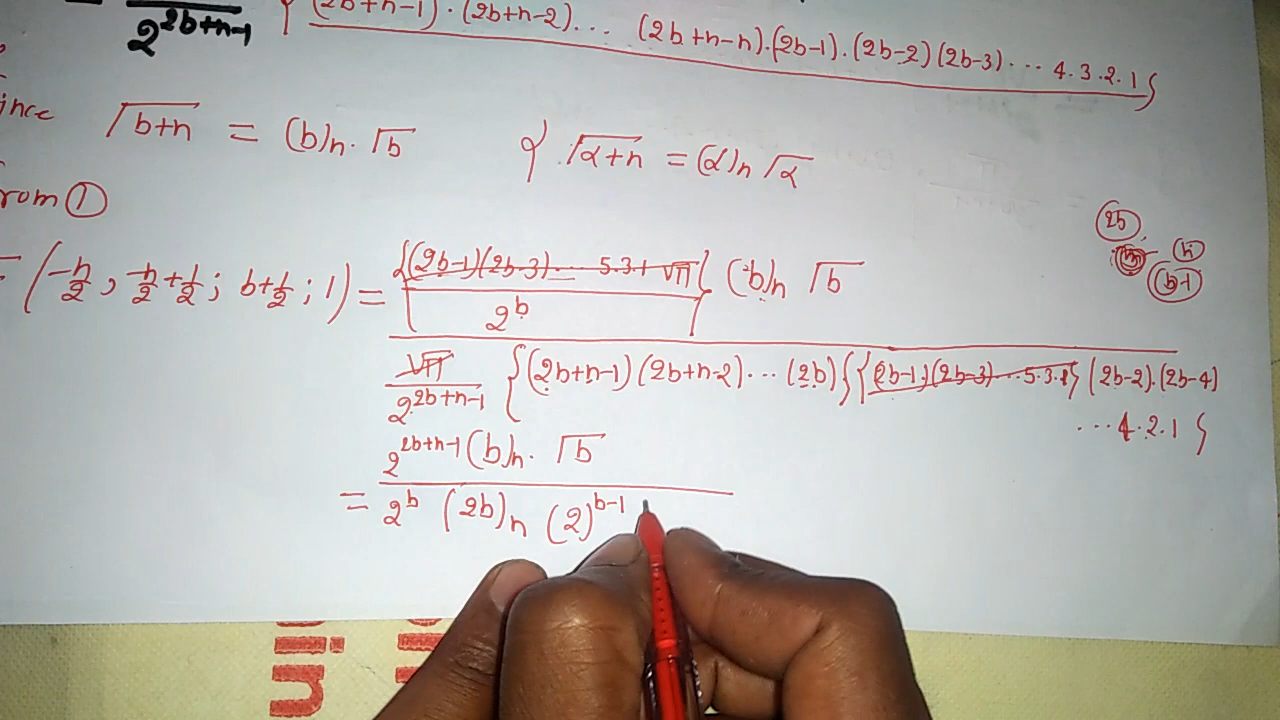 = 2^{2b+n-1} { (2b+n-1)·(2b+n-2)... (2b+n-n).(2b-1).(2b-2)(2b-3)... 4.3.2.1 }
ince Γb+n = (b)n. Γb { Γα+n = (α)n Γα
rom ①
2b
n
b-1
(-n/2, -n/2+1/2; b+1/2; 1) = {(2b-1)(2b-3)... 5.3.1 √π / 2^b} (b)n Γb
√π / 2^{2b+n-1} {(2b+n-1)(2b+n-2)...(2b)}{(2b-1)(2b-3)...5.3.1} (2b-2).(2b-4)
...4.2.1 }
2^{2b+n-1} (b)n. Γb
= 2^b (2b)n (2)^{b-1}
in